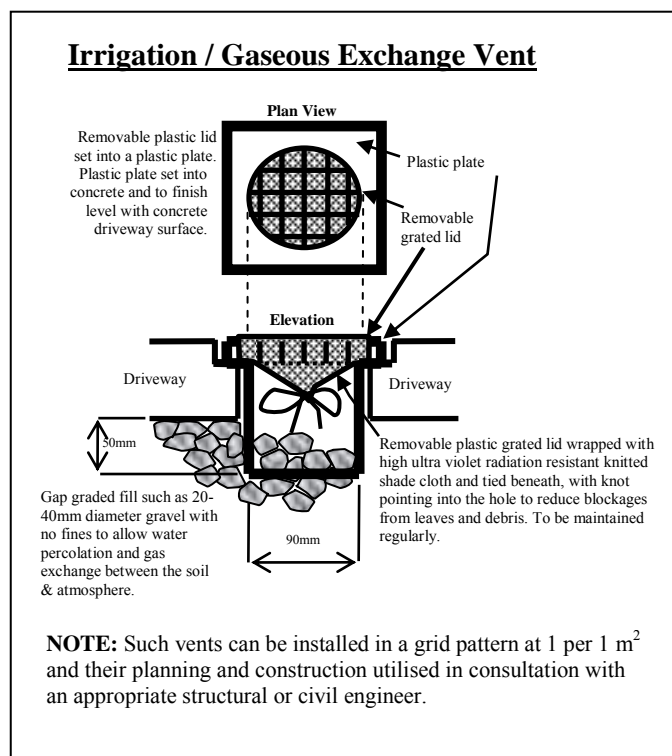 Irrigation / Gaseous Exchange Vent
Plan View
Removable plastic lid
set into a plastic plate.
Plastic plate set into
concrete and to finish
level with concrete
driveway surface.
Plastic plate
Removable
grated lid
Elevation
Driveway
Driveway
50mm
Removable plastic grated lid wrapped with
high ultra violet radiation resistant knitted
shade cloth and tied beneath, with knot
pointing into the hole to reduce blockages
from leaves and debris. To be maintained
regularly.
Gap graded fill such as 20-
40mm diameter gravel with
no fines to allow water
percolation and gas
exchange between the soil
& atmosphere.
90mm
NOTE: Such vents can be installed in a grid pattern at 1 per 1 m²
and their planning and construction utilised in consultation with
an appropriate structural or civil engineer.